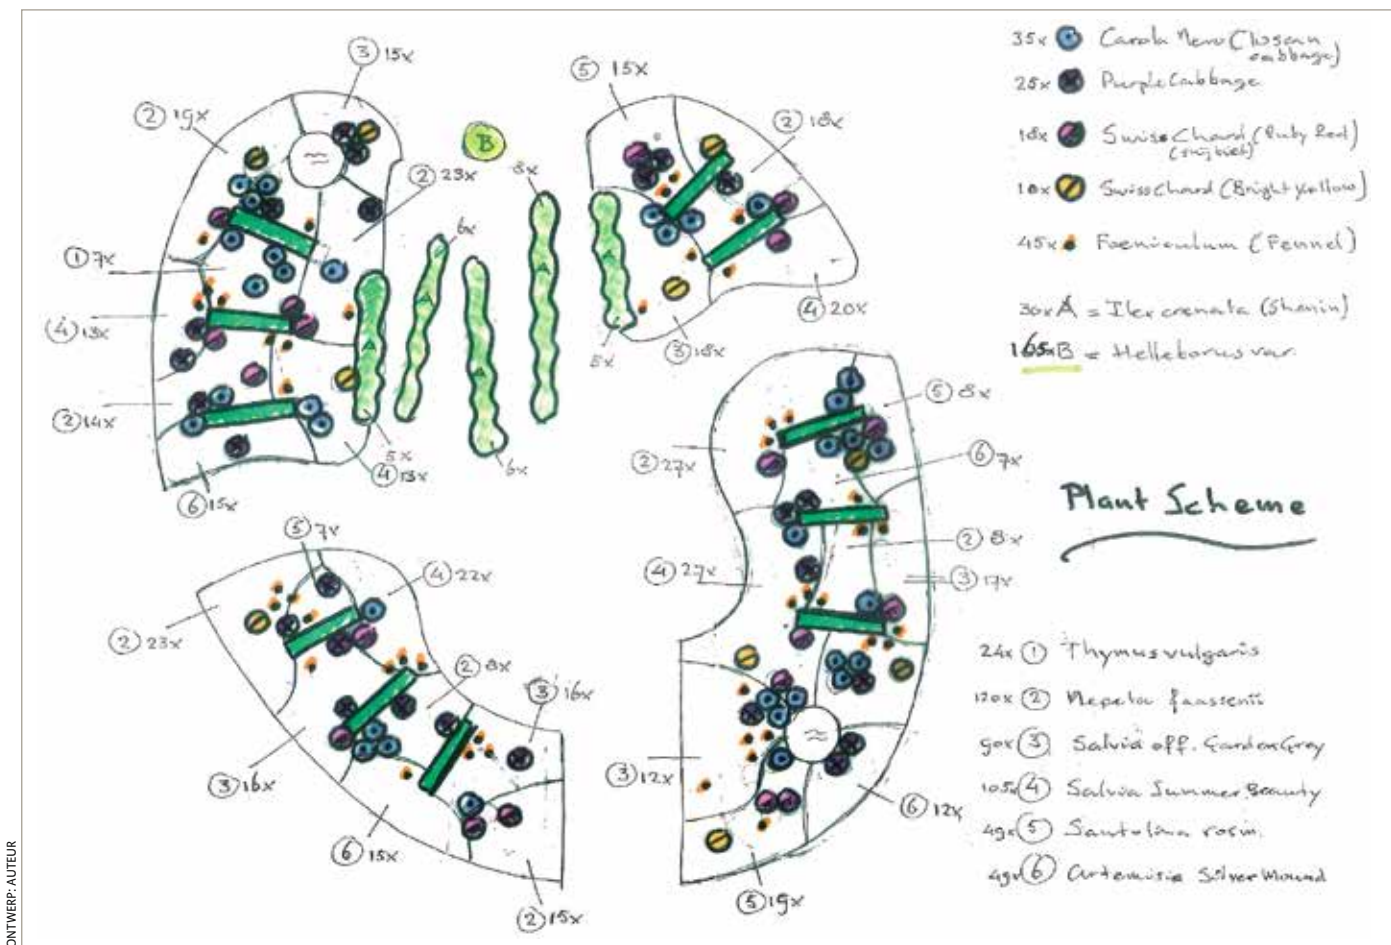 35x Carola Nero (Toscan
cabbage)
25x Purple Cabbage
18x Swiss Chard (Ruby Red)
(snijbiet)
18x Swiss Chard (Bright Yellow)
45x Foeniculum (Fennel)
30x A = Ilex crenata (Shanin)
165x B = Helleborus var.
Plant Scheme
24x ① Thymus vulgaris
120x ② Nepeta faassenii
90x ③ Salvia off. Garden Grey
105x ④ Salvia Summer Beauty
49x ⑤ Santolina rosm.
49x ⑥ Artemisia Silver Mound
③ 15x
② 19x
② 23x
① 7x
④ 13x
② 14x
⑥ 15x
④ 13x
B
8x
6x
A
A
A
A
A
5x
6x
5x
⑤ 15x
② 18x
④ 20x
③ 18x
⑤ 7x
④ 22x
② 23x
② 8x
③ 16x
③ 16x
⑥ 15x
② 15x
⑤ 8x
② 27x
⑥ 7x
② 8x
④ 27x
③ 17x
③ 12x
⑥ 12x
⑤ 19x
ONTWERP: AUTEUR